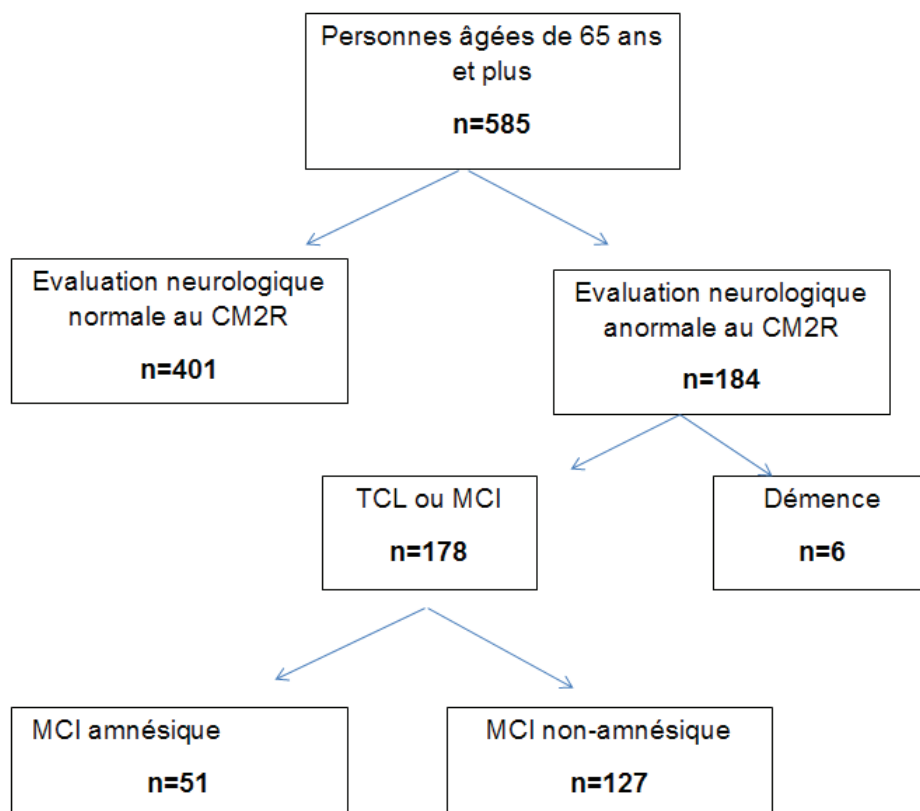 Personnes âgées de 65 ans
et plus
n=585
Evaluation neurologique
normale au CM2R
n=401
Evaluation neurologique
anormale au CM2R
n=184
TCL ou MCI
n=178
Démence
n=6
MCI amnésique
n=51
MCI non-amnésique
n=127